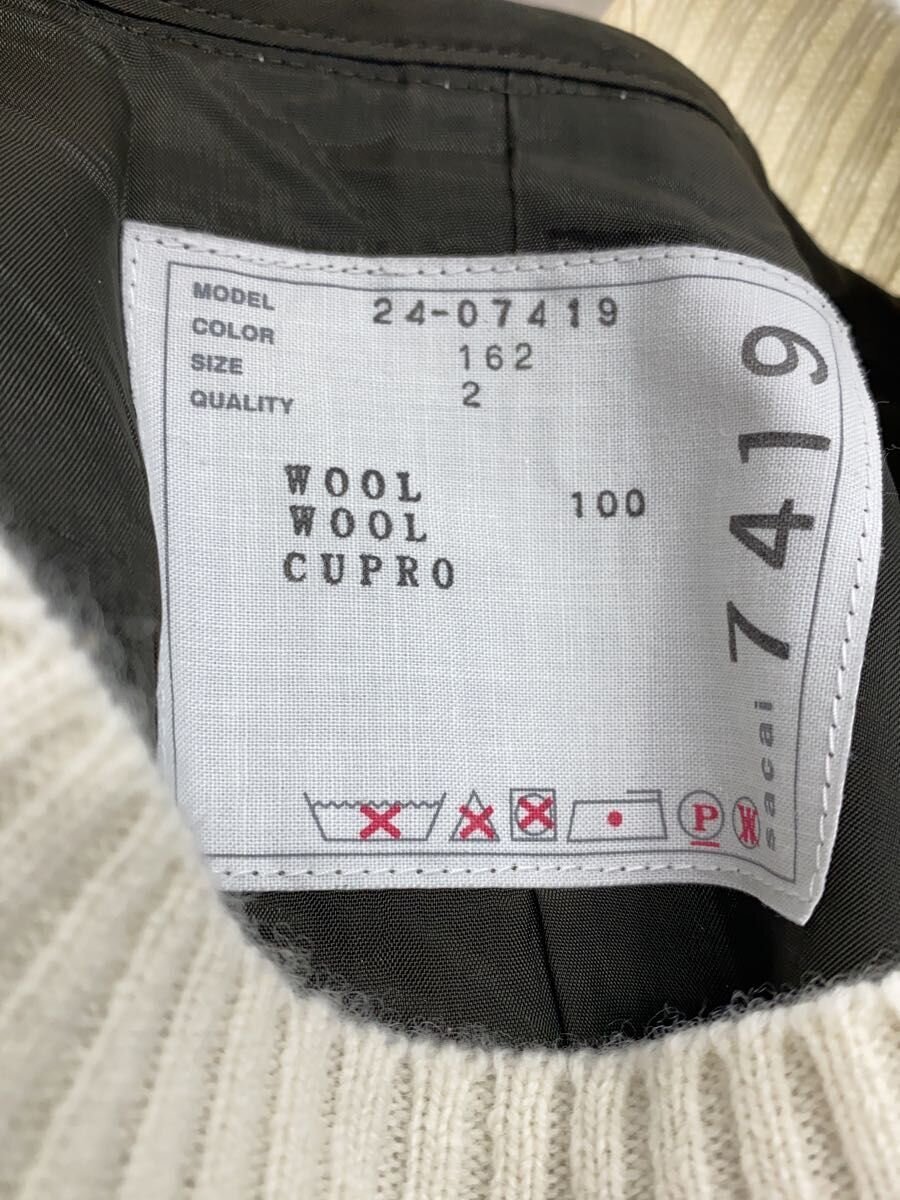 MODEL 24-07419
COLOR 162
SIZE 2
QUALITY
WOOL 100
WOOL
CUPRO
P
W
sacai 7419